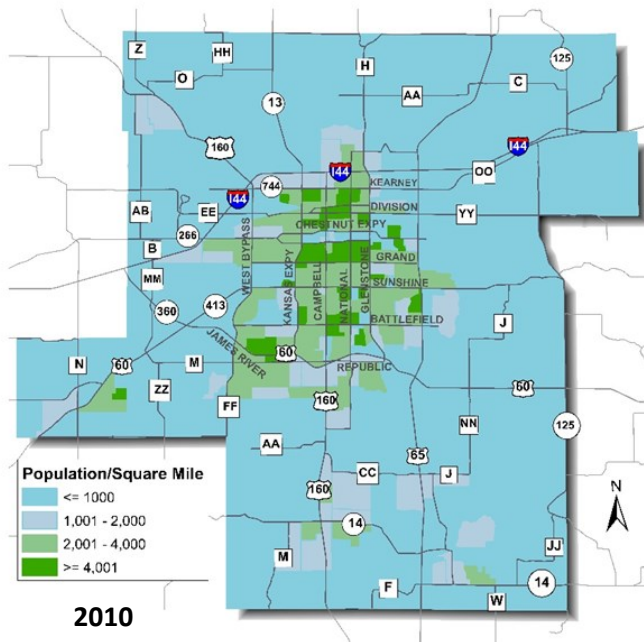 Z
HH
O
H
125
AA
C
13
160
I44
I44
744
KEARNEY
OO
I44
AB
EE
DIVISION
CHESTNUT EXPY
YY
266
B
WEST BYPASS
GRAND
MM
KANSAS EXPY
CAMPBELL
NATIONAL
GLENSTONE
SUNSHINE
360
413
BATTLEFIELD
J
JAMES RIVER
60
N
60
M
REPUBLIC
ZZ
FF
160
60
NN
125
AA
65
CC
J
160
14
M
JJ
F
W
14
N
Population/Square Mile
<= 1000
1,001 - 2,000
2,001 - 4,000
>= 4,001
2010